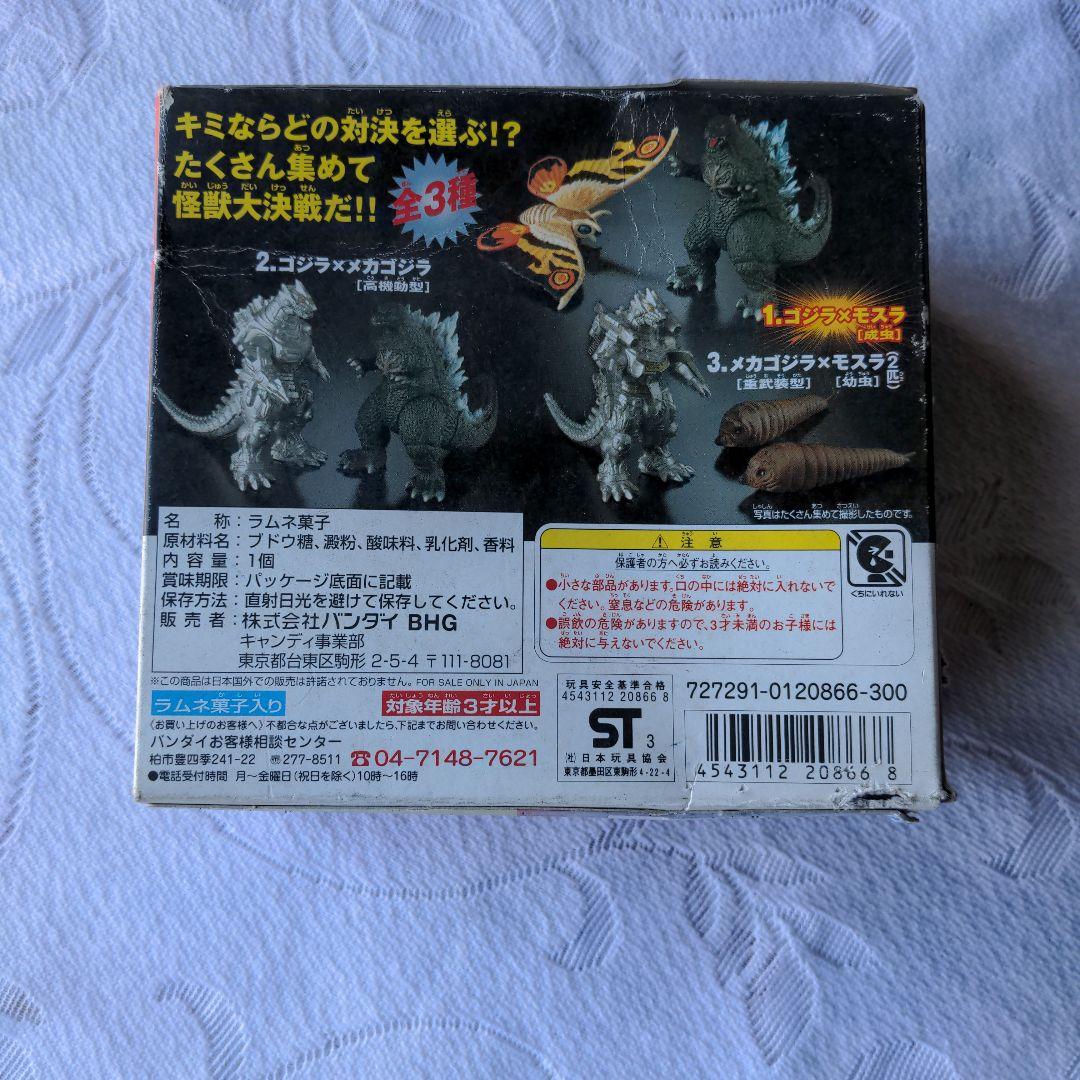 キミならどの対決を選ぶ!?
たくさん集めて
怪獣大決戦だ!!
全3種
2.ゴジラ×メカゴジラ
[高機動型]
1.ゴジラ×モスラ
[成虫]
3.メカゴジラ×モスラ(2匹)
[重武装型] [幼虫]
写真はたくさん集めて撮影したものです。
名 称:ラムネ菓子
原材料名:ブドウ糖、澱粉、酸味料、乳化剤、香料
内容量:1個
賞味期限:パッケージ底面に記載
保存方法:直射日光を避けて保存してください。
販売者:株式会社バンダイ BHG
キャンディ事業部
東京都台東区駒形 2-5-4 〒111-8081
※この商品は日本国外での販売は許諾されておりません。FOR SALE ONLY IN JAPAN
注意
保護者の方へ必ずお読みください。
●小さな部品があります。口の中には絶対に入れないで
ください。窒息などの危険があります。
●誤飲の危険がありますので、3才未満のお子様には
絶対に与えないでください。
くちにいれない
ラムネ菓子入り
対象年齢3才以上
〈お買い上げのお客様へ〉不都合な点がございましたら、下記までお問い合わせください。
バンダイお客様相談センター
柏市豊四季241-22 〠277-8511
☎04-7148-7621
●電話受付時間 月〜金曜日(祝日を除く)10時〜16時
玩具安全基準合格
4543112 20866 8
ST 3
(社)日本玩具協会
東京都墨田区東駒形4-22-4
727291-0120866-300
4543112 208668